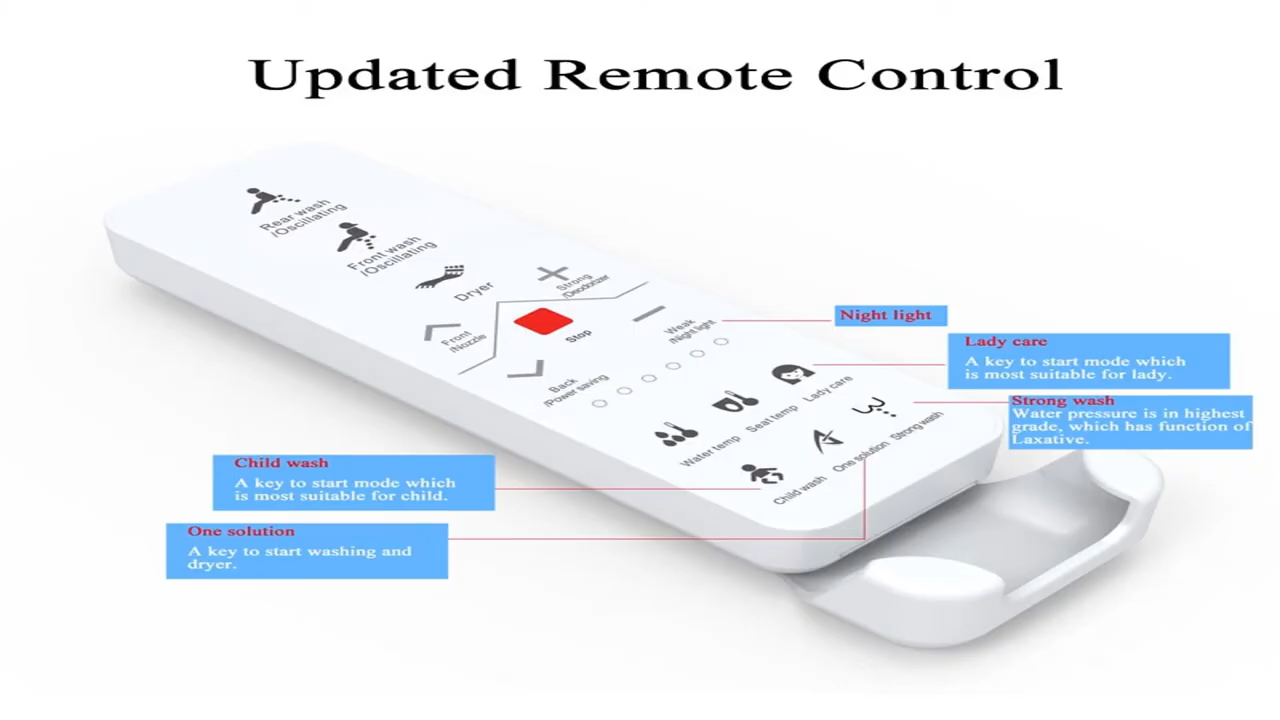 Updated Remote Control
Rear wash
/Oscillating
Front wash
/Oscillating
Dryer
Strong
/Deodorizer
Front
/Nozzle
Stop
Weak
/Night light
Back
/Power saving
Water temp
Seat temp
Lady care
Child wash
One solution
Strong wash
Night light
Lady care
A key to start mode which
is most suitable for lady.
Strong wash
Water pressure is in highest
grade, which has function of
Laxative.
Child wash
A key to start mode which
is most suitable for child.
One solution
A key to start washing and
dryer.